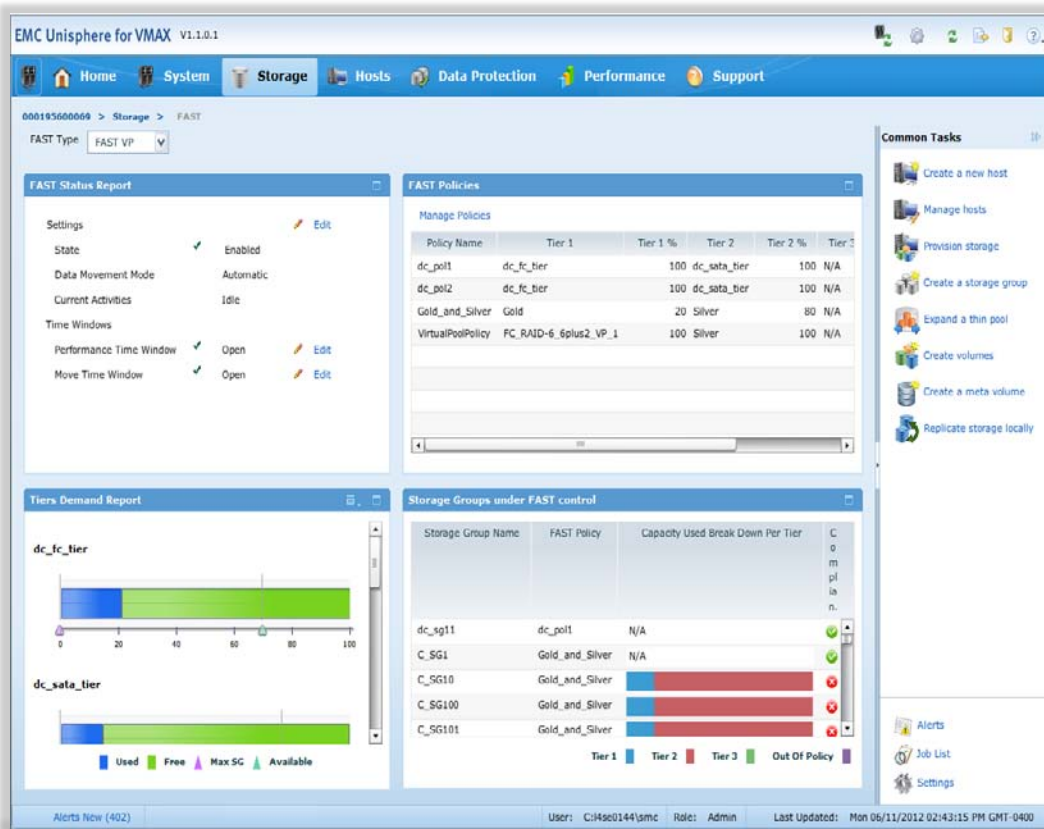 EMC Unisphere for VMAX V1.1.0.1
Home System Storage Hosts Data Protection Performance Support
000195600069 > Storage > FAST
FAST Type FAST VP
FAST Status Report
Settings Edit
State Enabled
Data Movement Mode Automatic
Current Activities Idle
Time Windows
Performance Time Window Open Edit
Move Time Window Open Edit
FAST Policies
Manage Policies
Policy Name Tier 1 Tier 1 % Tier 2 Tier 2 % Tier 3
dc_pol1 dc_fc_tier 100 dc_sata_tier 100 N/A
dc_pol2 dc_fc_tier 100 dc_sata_tier 100 N/A
Gold_and_Silver Gold 20 Silver 80 N/A
VirtualPoolPolicy FC_RAID-6_6plus2_VP_1 100 Silver 100 N/A
Tiers Demand Report
dc_fc_tier
0 20 40 60 80 100
dc_sata_tier
Used Free Max SG Available
Storage Groups under FAST control
Storage Group Name FAST Policy Capacity Used Break Down Per Tier Complian.
dc_sg11 dc_pol1 N/A
C_SG1 Gold_and_Silver N/A
C_SG10 Gold_and_Silver
C_SG100 Gold_and_Silver
C_SG101 Gold_and_Silver
Tier 1 Tier 2 Tier 3 Out Of Policy
Common Tasks
Create a new host
Manage hosts
Provision storage
Create a storage group
Expand a thin pool
Create volumes
Create a meta volume
Replicate storage locally
Alerts
Job List
Settings
Alerts New (402) User: C:l4se0144\smc Role: Admin Last Updated: Mon 06/11/2012 02:43:15 PM GMT-0400